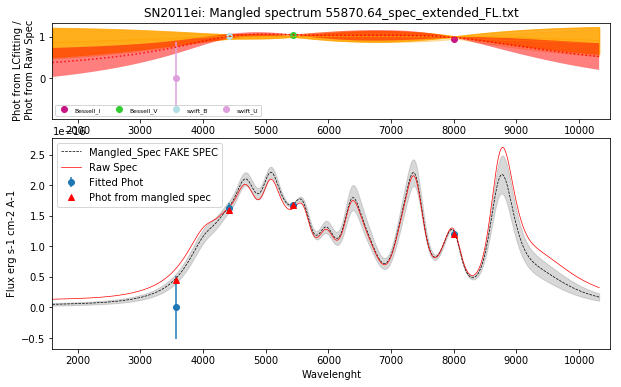 SN2011ei: Mangled spectrum 55870.64_spec_extended_FL.txt
Phot from LCfitting /
Phot from Raw Spec
1
0
Bessell_I Bessell_V swift_B swift_U
2000 3000 4000 5000 6000 7000 8000 9000 10000
1e-16
Flux erg s-1 cm-2 A-1
2.5
2.0
1.5
1.0
0.5
0.0
-0.5
Mangled_Spec FAKE SPEC
Raw Spec
Fitted Phot
Phot from mangled spec
2000 3000 4000 5000 6000 7000 8000 9000 10000
Wavelenght